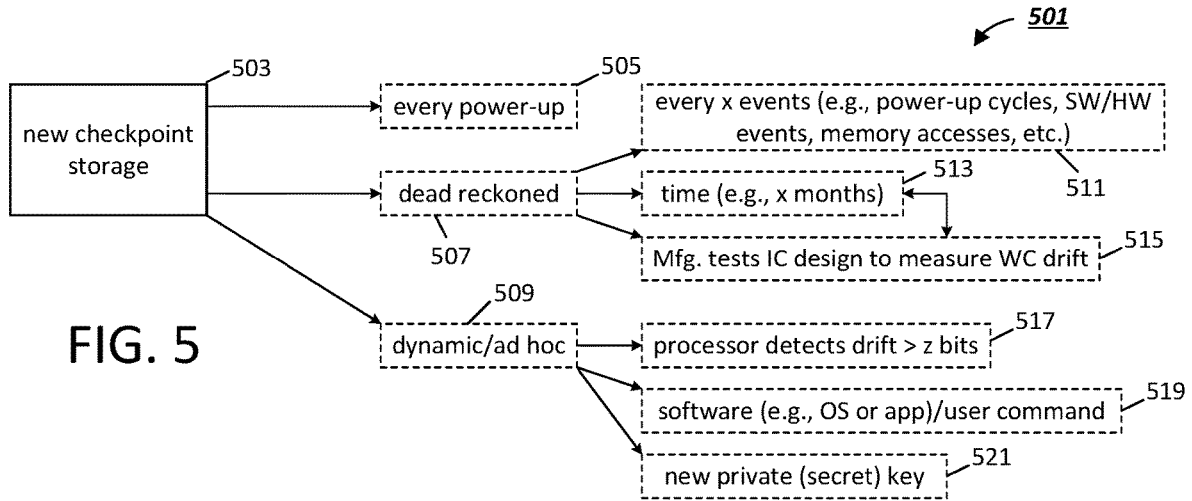 501
503
new checkpoint
storage
505
every power-up
every x events (e.g., power-up cycles, SW/HW
events, memory accesses, etc.)
511
dead reckoned
507
513
time (e.g., x months)
Mfg. tests IC design to measure WC drift
515
FIG. 5
509
dynamic/ad hoc
517
processor detects drift > z bits
519
software (e.g., OS or app)/user command
521
new private (secret) key